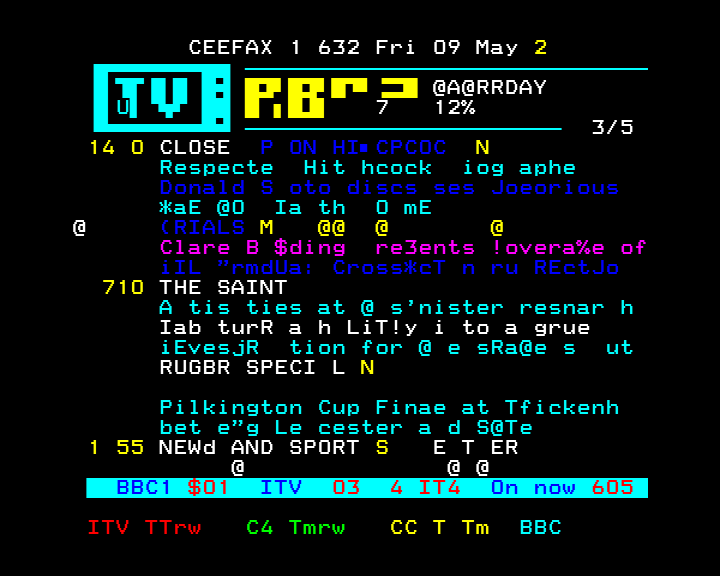 CEEFAX 1 632 Fri 09 May 2
TV
U
@A@RRDAY
7 12%
3/5
14 0 CLOSE P ON HI▪CPCOC N
Respecte Hit hcock iog aphe
Donald S oto discs ses Joeorious
*aE @O Ia th O mE
@ (RIALS M @@ @ @
Clare B $ding re3ents !overa%e of
iIL "rmdUa: Cross*cT n ru REctJo
710 THE SAINT
A tis ties at @ s'nister resnar h
Iab turR a h LiT!y i to a grue
iEvesjR tion for @ e sRa@e s ut
RUGBR SPECI L N
Pilkington Cup Finae at Tfickenh
bet e"g Le cester a d S@Te
1 55 NEWd AND SPORT S E T ER
@ @ @
BBC1 $01 ITV 03 4 IT4 On now 605
ITV TTrw C4 Tmrw CC T Tm BBC